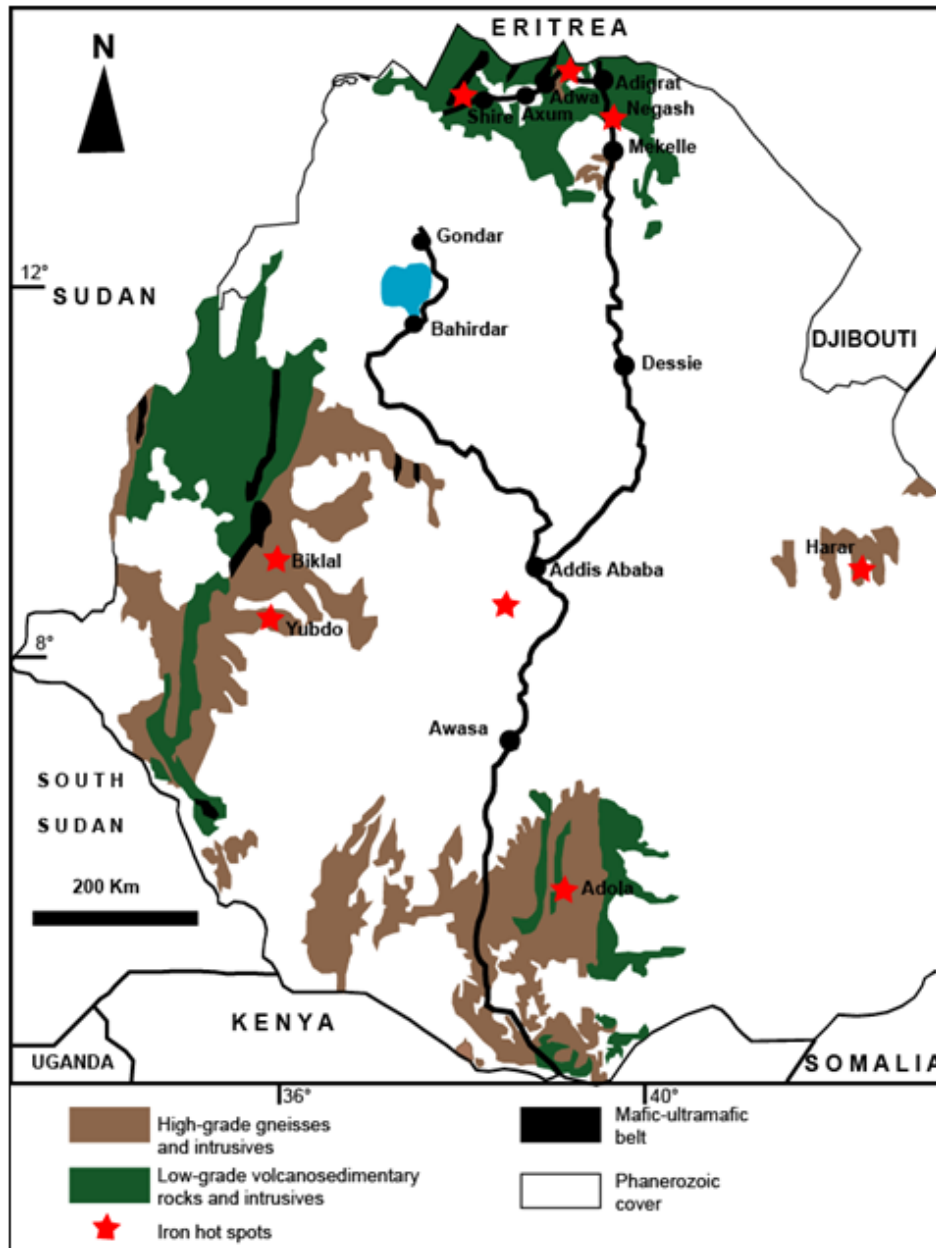 ERITREA
N
Adigrat
Adwa
Negash
Shire
Axum
Mekelle
Gondar
12°
SUDAN
Bahirdar
DJIBOUTI
Dessie
Harar
Biklal
Addis Ababa
Yubdo
8°
Awasa
SOUTH
SUDAN
200 Km
Adola
KENYA
UGANDA
SOMALIA
36°
40°
High-grade gneisses
and intrusives
Mafic-ultramafic
belt
Low-grade volcanosedimentary
rocks and intrusives
Phanerozoic
cover
Iron hot spots